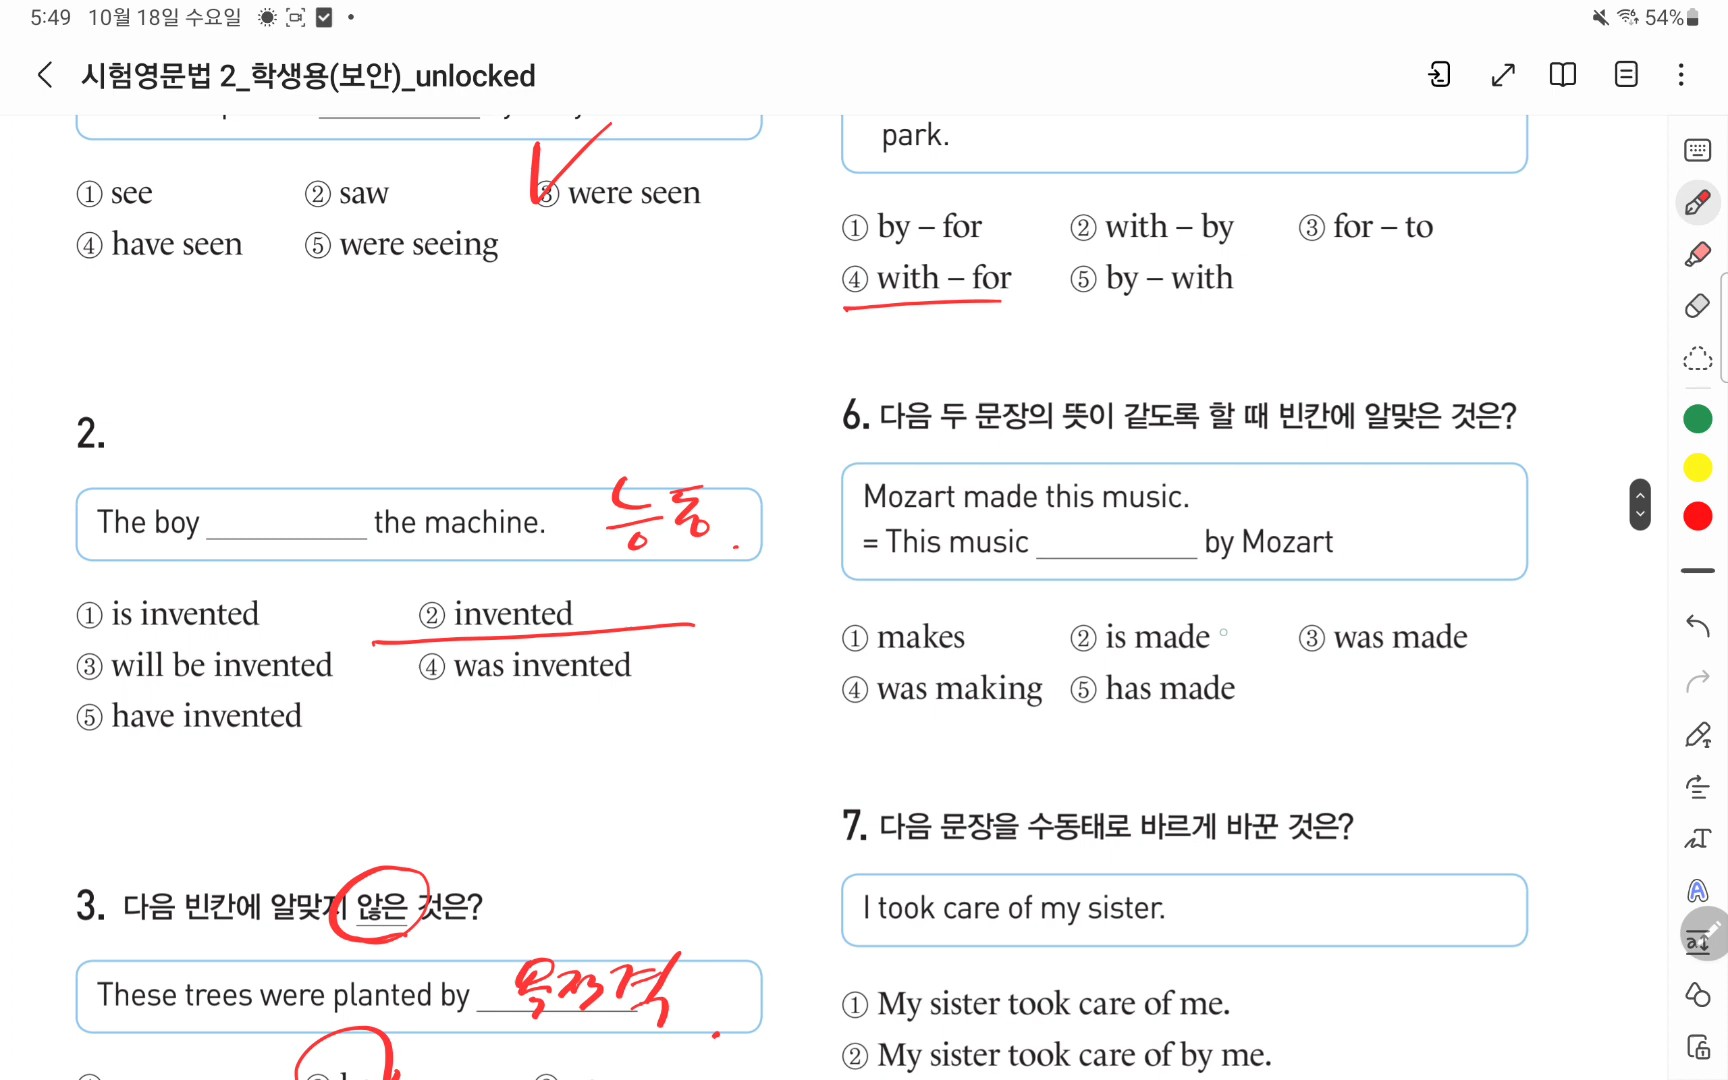 5:49 10월 18일 수요일
54%
시험영문법 2_학생용(보안)_unlocked
① see ② saw ③ were seen
④ have seen ⑤ were seeing
2.
The boy the machine. 능동.
① is invented ② invented
③ will be invented ④ was invented
⑤ have invented
3. 다음 빈칸에 알맞지 않은 것은?
These trees were planted by 목적격.
park.
① by – for ② with – by ③ for – to
④ with – for ⑤ by – with
6. 다음 두 문장의 뜻이 같도록 할 때 빈칸에 알맞은 것은?
Mozart made this music.
= This music by Mozart
① makes ② is made ③ was made
④ was making ⑤ has made
7. 다음 문장을 수동태로 바르게 바꾼 것은?
I took care of my sister.
① My sister took care of me.
② My sister took care of by me.